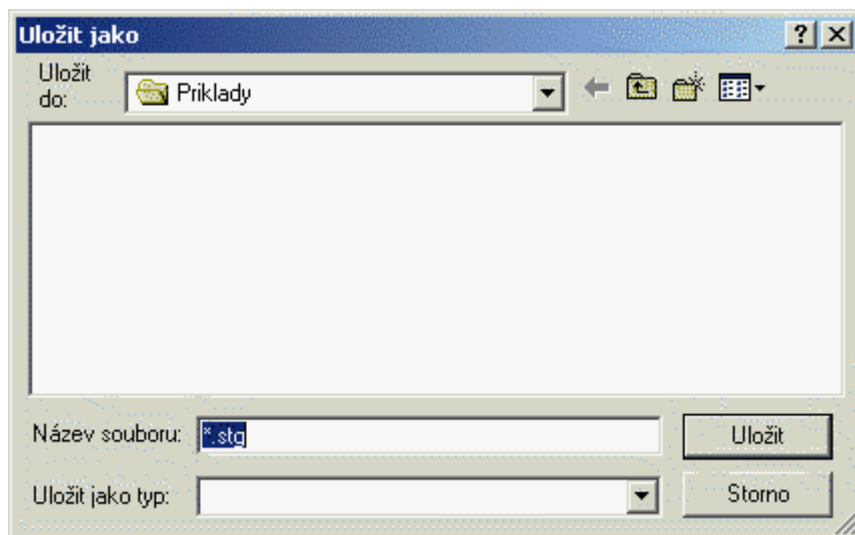 Uložit jako
Uložit
do:
Priklady
Název souboru:
*.stg
Uložit
Uložit jako typ:
Storno